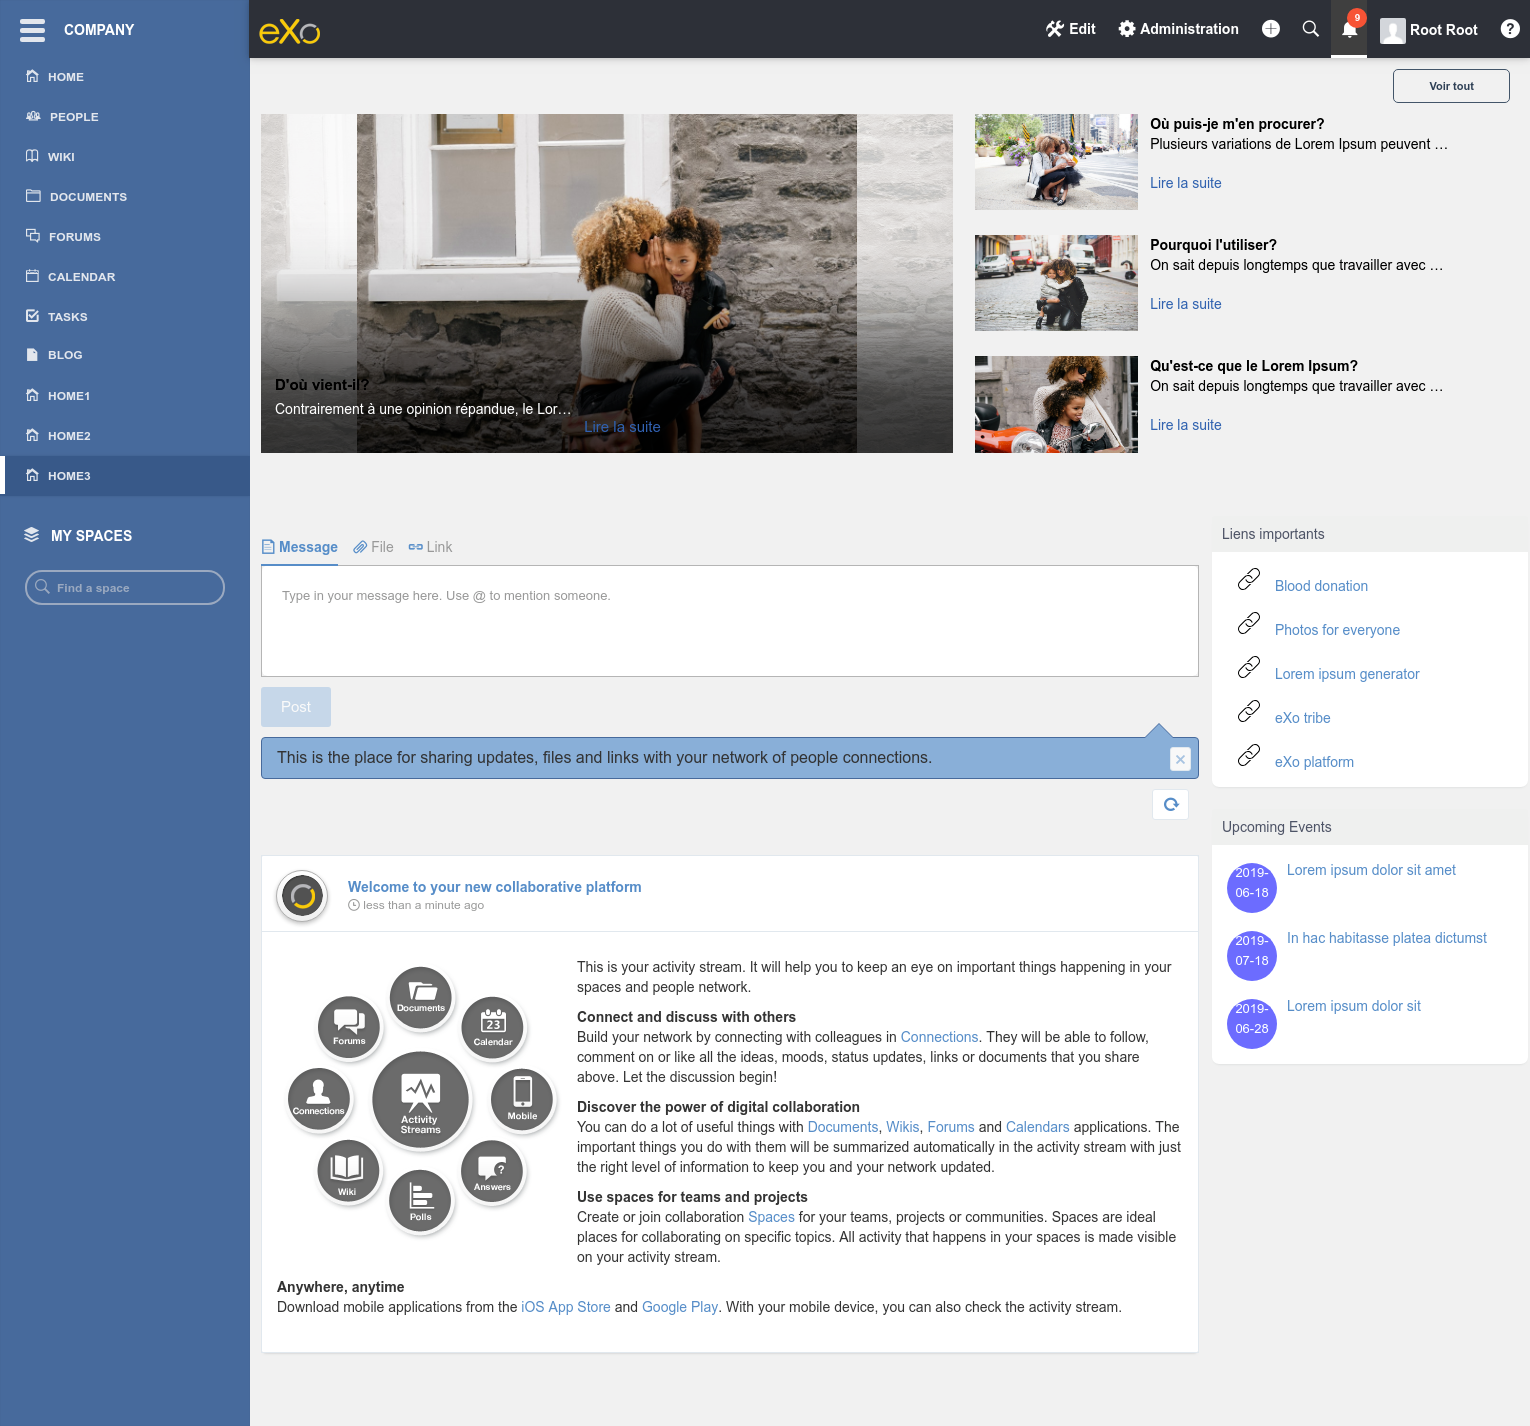 COMPANY
HOME
PEOPLE
WIKI
DOCUMENTS
FORUMS
CALENDAR
TASKS
BLOG
HOME1
HOME2
HOME3
MY SPACES
Find a space
eXo
Edit
Administration
9
Root Root
?
Voir tout
D'où vient-il?
Contrairement à une opinion répandue, le Lor…
Lire la suite
Où puis-je m'en procurer?
Plusieurs variations de Lorem Ipsum peuvent …
Lire la suite
Pourquoi l'utiliser?
On sait depuis longtemps que travailler avec …
Lire la suite
Qu'est-ce que le Lorem Ipsum?
On sait depuis longtemps que travailler avec …
Lire la suite
Message File Link
Type in your message here. Use @ to mention someone.
Post
This is the place for sharing updates, files and links with your network of people connections.
Welcome to your new collaborative platform
less than a minute ago
Documents
Forums
23
Calendar
Connections
Activity
Streams
Mobile
Wiki
?
Answers
Polls
This is your activity stream. It will help you to keep an eye on important things happening in your
spaces and people network.
Connect and discuss with others
Build your network by connecting with colleagues in Connections. They will be able to follow,
comment on or like all the ideas, moods, status updates, links or documents that you share
above. Let the discussion begin!
Discover the power of digital collaboration
You can do a lot of useful things with Documents, Wikis, Forums and Calendars applications. The
important things you do with them will be summarized automatically in the activity stream with just
the right level of information to keep you and your network updated.
Use spaces for teams and projects
Create or join collaboration Spaces for your teams, projects or communities. Spaces are ideal
places for collaborating on specific topics. All activity that happens in your spaces is made visible
on your activity stream.
Anywhere, anytime
Download mobile applications from the iOS App Store and Google Play. With your mobile device, you can also check the activity stream.
Liens importants
Blood donation
Photos for everyone
Lorem ipsum generator
eXo tribe
eXo platform
Upcoming Events
2019-
06-18
Lorem ipsum dolor sit amet
2019-
07-18
In hac habitasse platea dictumst
2019-
06-28
Lorem ipsum dolor sit